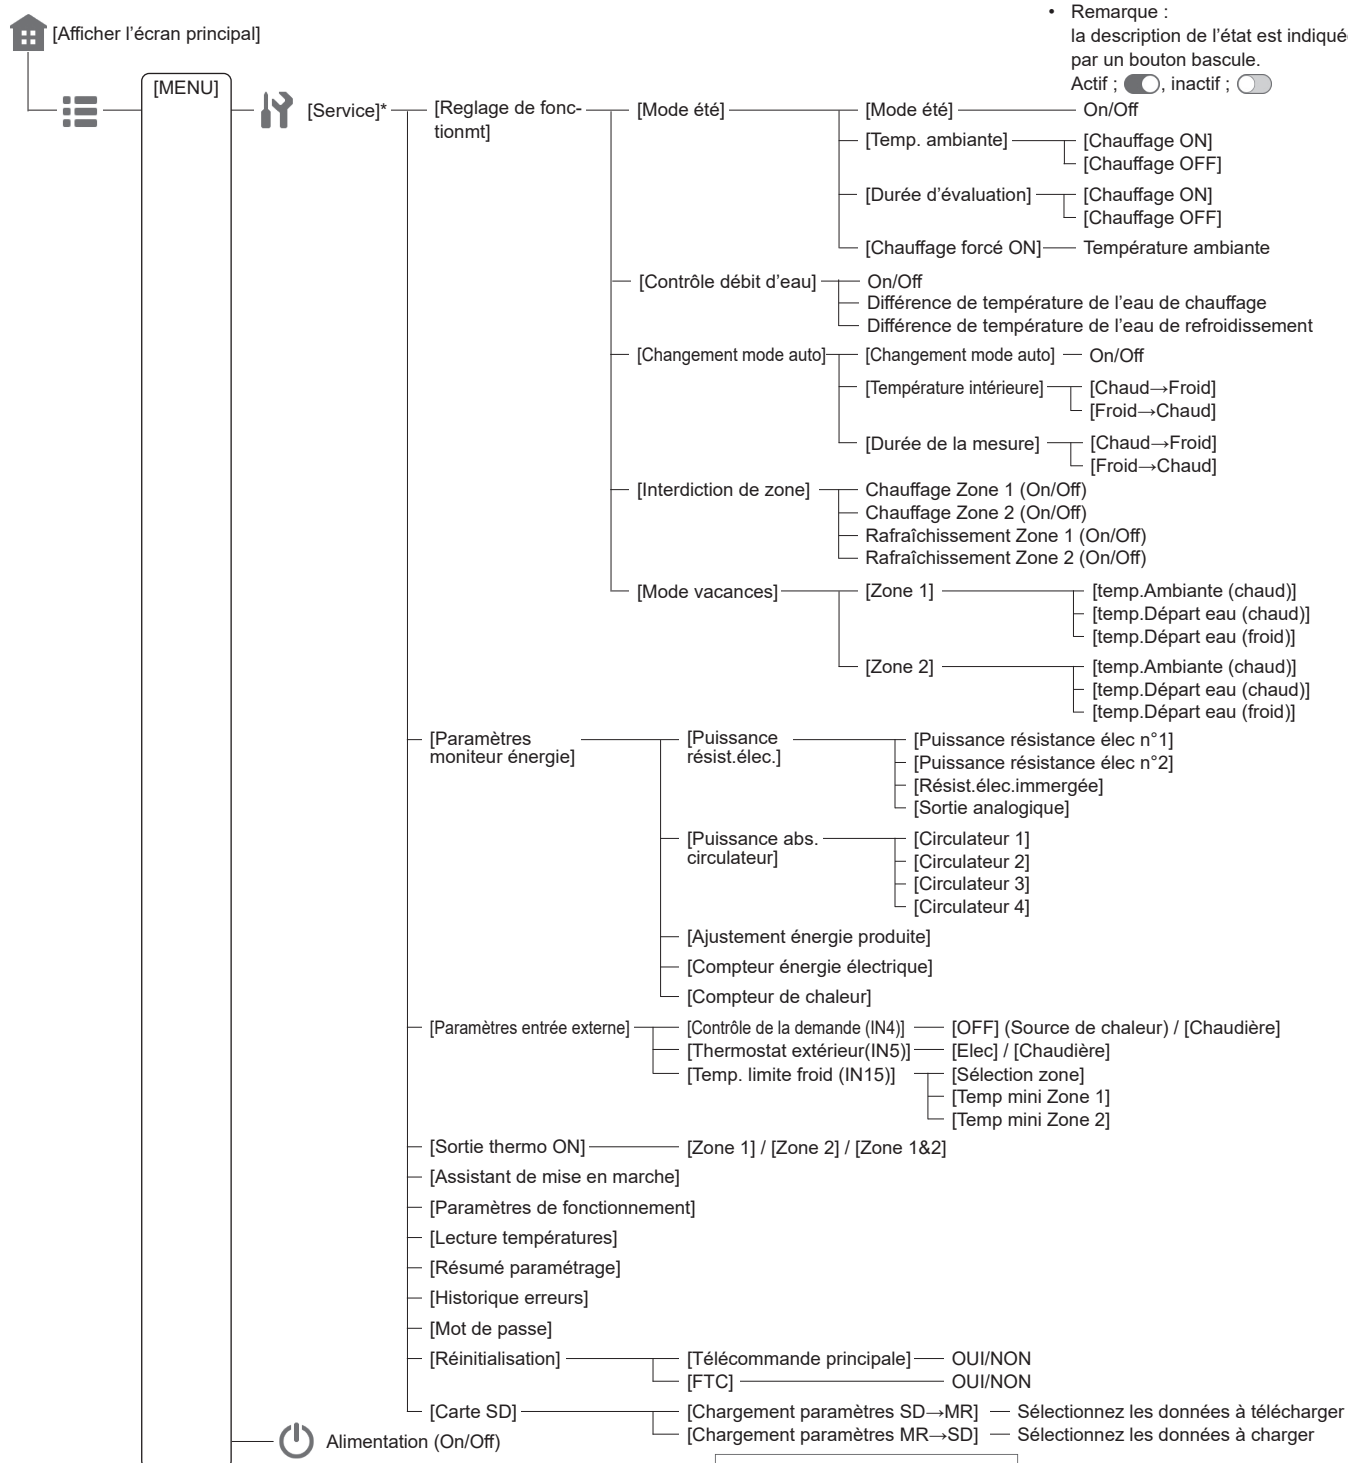 [Afficher l'écran principal]
• Remarque :
la description de l'état est indiquée
par un bouton bascule.
Actif ; , inactif ;
[MENU]
[Service]*
[Reglage de fonc-
tionmt]
[Mode été]
[Mode été]
On/Off
[Temp. ambiante]
[Chauffage ON]
[Chauffage OFF]
[Durée d'évaluation]
[Chauffage ON]
[Chauffage OFF]
[Chauffage forcé ON]
Température ambiante
[Contrôle débit d'eau]
On/Off
Différence de température de l'eau de chauffage
Différence de température de l'eau de refroidissement
[Changement mode auto]
[Changement mode auto]
On/Off
[Température intérieure]
[Chaud→Froid]
[Froid→Chaud]
[Durée de la mesure]
[Chaud→Froid]
[Froid→Chaud]
[Interdiction de zone]
Chauffage Zone 1 (On/Off)
Chauffage Zone 2 (On/Off)
Rafraîchissement Zone 1 (On/Off)
Rafraîchissement Zone 2 (On/Off)
[Mode vacances]
[Zone 1]
[temp.Ambiante (chaud)]
[temp.Départ eau (chaud)]
[temp.Départ eau (froid)]
[Zone 2]
[temp.Ambiante (chaud)]
[temp.Départ eau (chaud)]
[temp.Départ eau (froid)]
[Paramètres
moniteur énergie]
[Puissance
résist.élec.]
[Puissance résistance élec n°1]
[Puissance résistance élec n°2]
[Résist.élec.immergée]
[Sortie analogique]
[Puissance abs.
circulateur]
[Circulateur 1]
[Circulateur 2]
[Circulateur 3]
[Circulateur 4]
[Ajustement énergie produite]
[Compteur énergie électrique]
[Compteur de chaleur]
[Paramètres entrée externe]
[Contrôle de la demande (IN4)]
[OFF] (Source de chaleur) / [Chaudière]
[Thermostat extérieur(IN5)]
[Elec] / [Chaudière]
[Temp. limite froid (IN15)]
[Sélection zone]
[Temp mini Zone 1]
[Temp mini Zone 2]
[Sortie thermo ON]
[Zone 1] / [Zone 2] / [Zone 1&2]
[Assistant de mise en marche]
[Paramètres de fonctionnement]
[Lecture températures]
[Résumé paramétrage]
[Historique erreurs]
[Mot de passe]
[Réinitialisation]
[Télécommande principale]
OUI/NON
[FTC]
OUI/NON
[Carte SD]
[Chargement paramètres SD→MR]
Sélectionnez les données à télécharger
[Chargement paramètres MR→SD]
Sélectionnez les données à charger
Alimentation (On/Off)